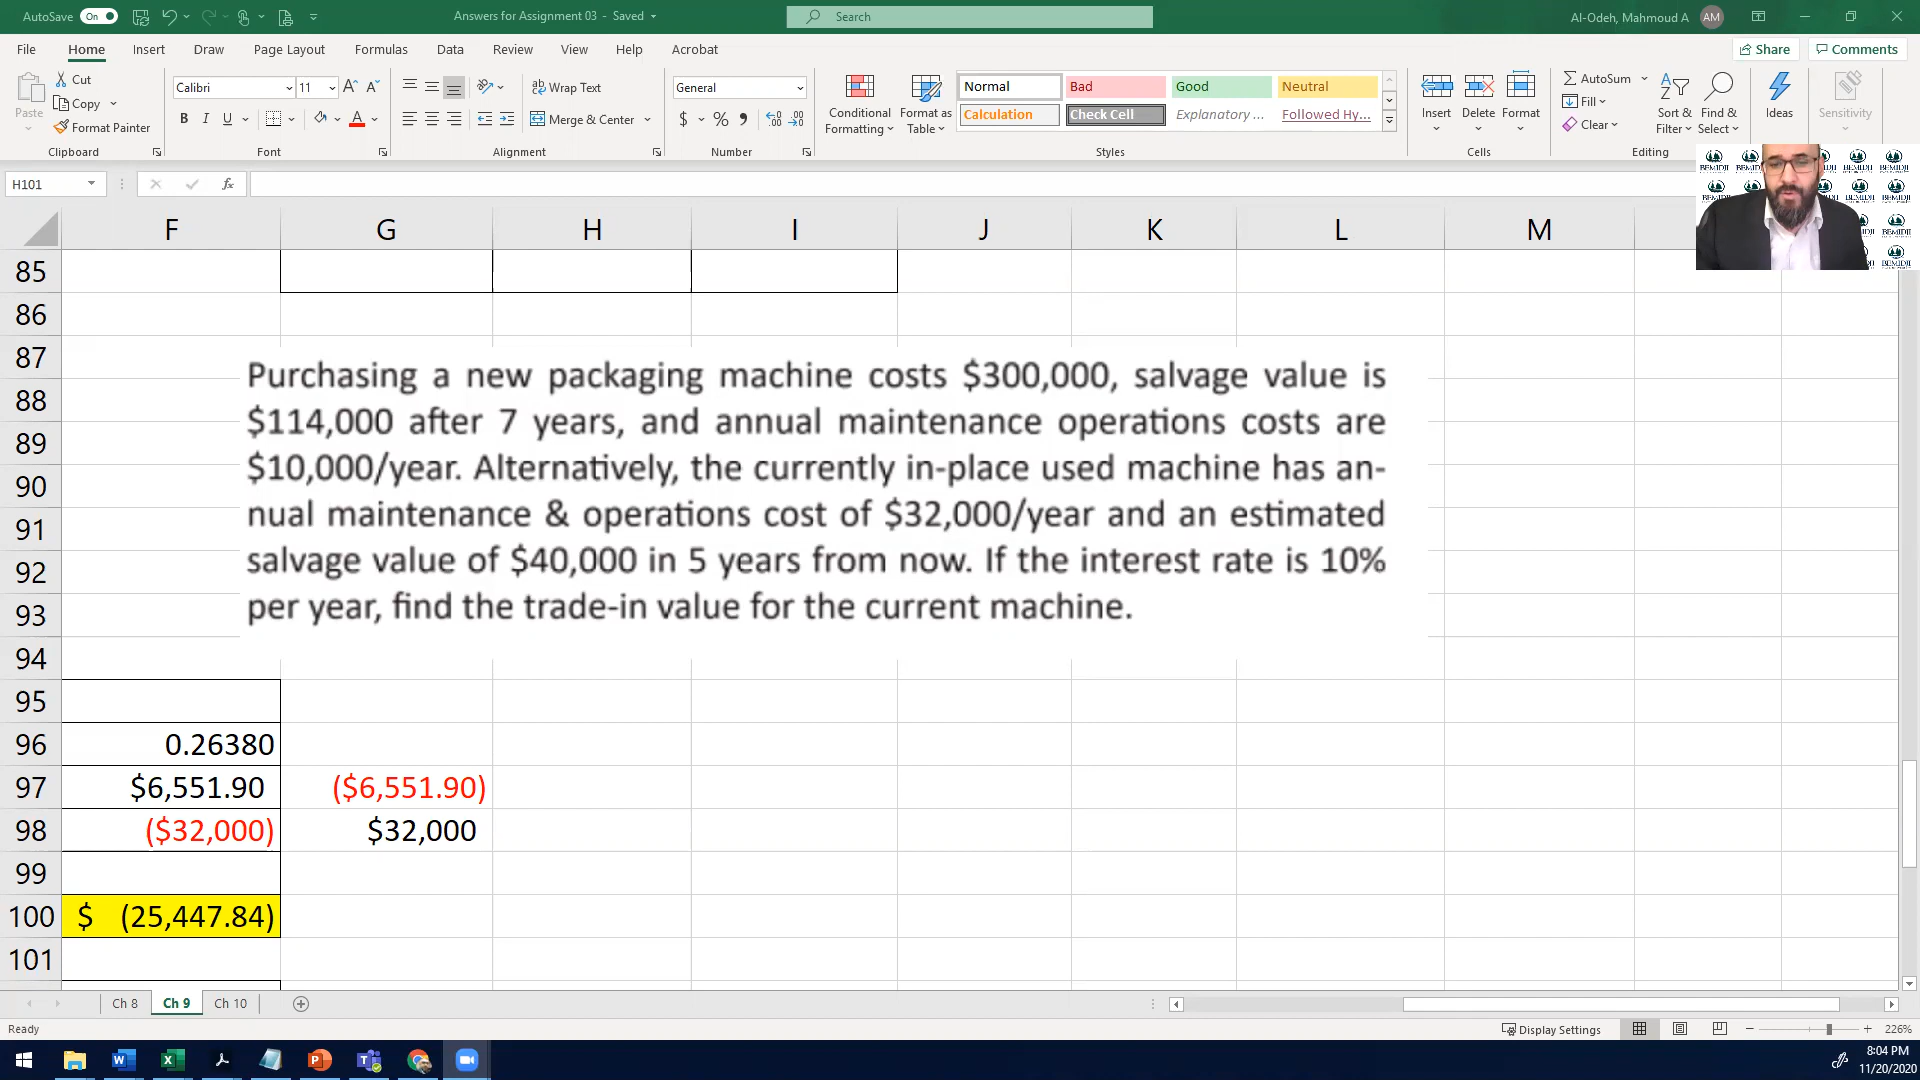 AutoSave On
Answers for Assignment 03 - Saved
Search
Al-Odeh, Mahmoud A AM
File Home Insert Draw Page Layout Formulas Data Review View Help Acrobat
Share Comments
Paste
Cut
Copy
Format Painter
Clipboard
Calibri 11
B I U
Font
Wrap Text
Merge & Center
Alignment
General
$ % 9
Number
Conditional Formatting
Format as Table
Normal Bad Good Neutral
Calculation Check Cell Explanatory ... Followed Hy...
Styles
Insert Delete Format
Cells
AutoSum
Fill
Clear
Sort & Filter
Find & Select
Editing
Ideas
Sensitivity
BEMIDJI
H101
fx
F G H I J K L M
85
86
87
88
89
90
91
92
93
94
Purchasing a new packaging machine costs $300,000, salvage value is
$114,000 after 7 years, and annual maintenance operations costs are
$10,000/year. Alternatively, the currently in-place used machine has an-
nual maintenance & operations cost of $32,000/year and an estimated
salvage value of $40,000 in 5 years from now. If the interest rate is 10%
per year, find the trade-in value for the current machine.
95
96 0.26380
97 $6,551.90 ($6,551.90)
98 ($32,000) $32,000
99
100 $ (25,447.84)
101
Ch 8 Ch 9 Ch 10
Ready
Display Settings
226%
8:04 PM
11/20/2020